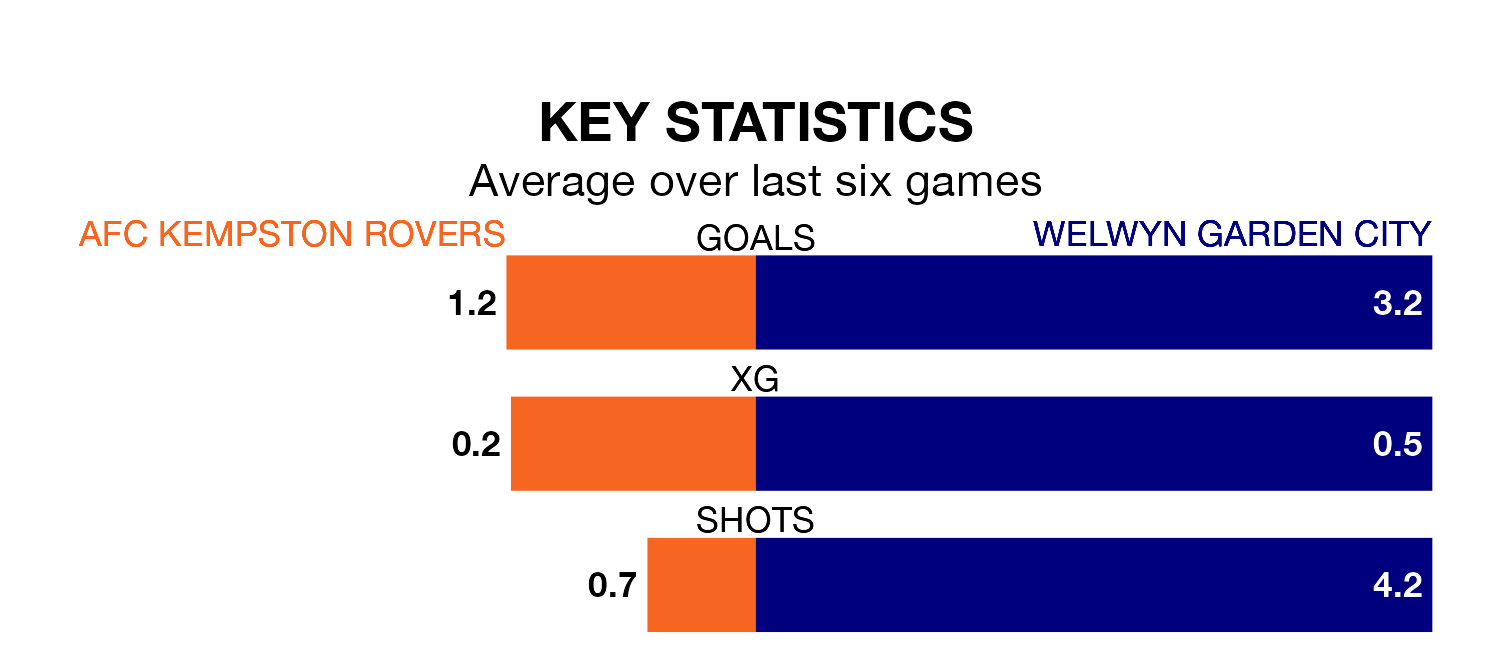 KEY STATISTICS
Average over last six games
AFC KEMPSTON ROVERS GOALS WELWYN GARDEN CITY
1.2 3.2
XG
0.2 0.5
SHOTS
0.7 4.2